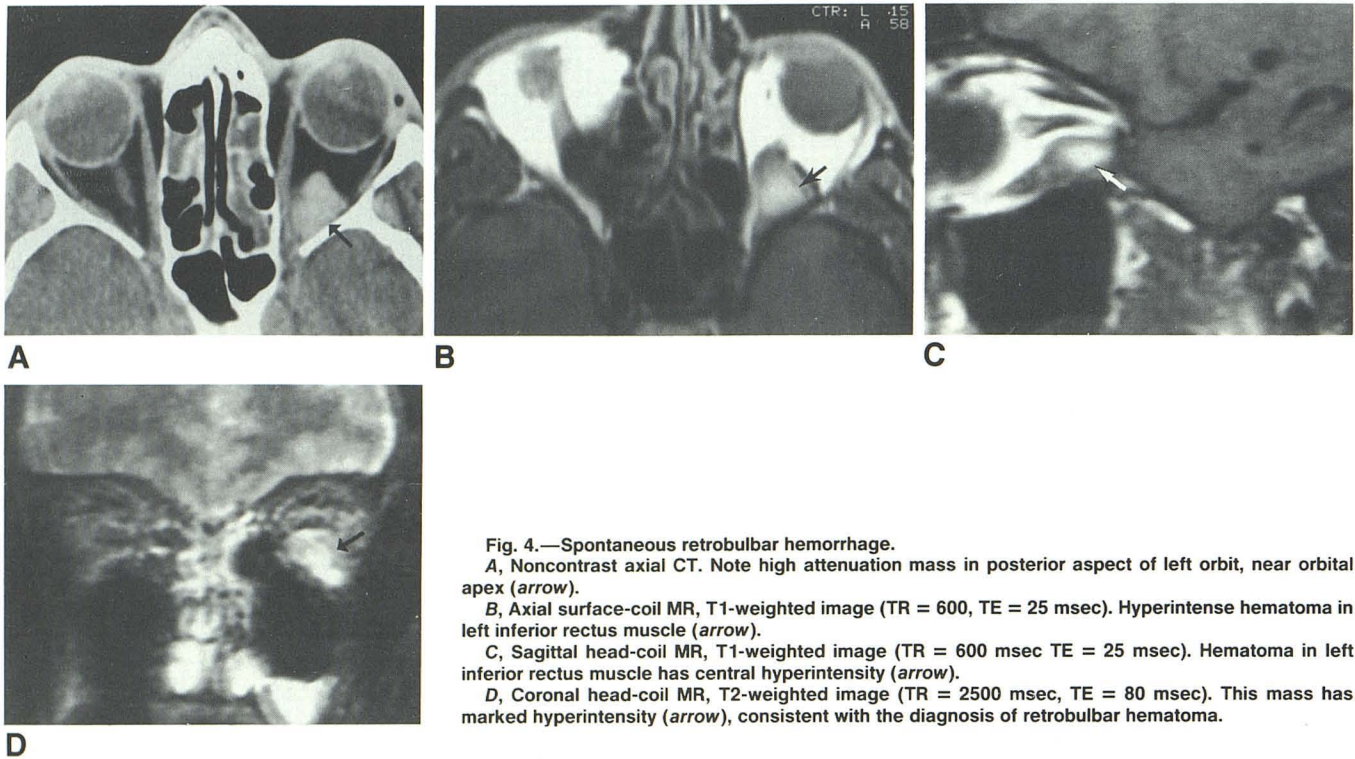 CTR: L .15
A 58
A
B
C
D
Fig. 4.—Spontaneous retrobulbar hemorrhage.
A, Noncontrast axial CT. Note high attenuation mass in posterior aspect of left orbit, near orbital
apex (arrow).
B, Axial surface-coil MR, T1-weighted image (TR = 600, TE = 25 msec). Hyperintense hematoma in
left inferior rectus muscle (arrow).
C, Sagittal head-coil MR, T1-weighted image (TR = 600 msec TE = 25 msec). Hematoma in left
inferior rectus muscle has central hyperintensity (arrow).
D, Coronal head-coil MR, T2-weighted image (TR = 2500 msec, TE = 80 msec). This mass has
marked hyperintensity (arrow), consistent with the diagnosis of retrobulbar hematoma.